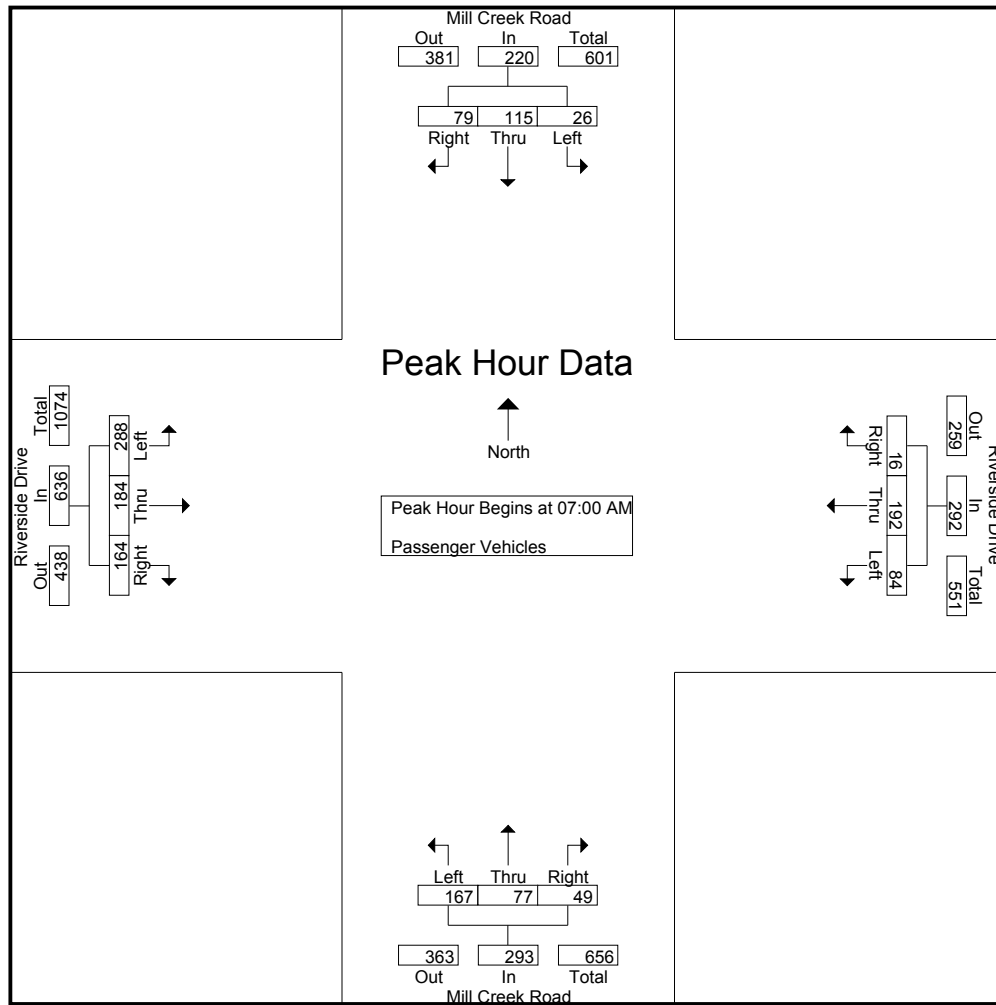 Mill Creek Road
Out In Total
381 220 601
79 115 26
Right Thru Left
Peak Hour Data
North
Peak Hour Begins at 07:00 AM
Passenger Vehicles
Riverside Drive
Out In Total
438 636 1074
288 184 164
Left Thru Right
Riverside Drive
Out In Total
259 292 551
16 192 84
Right Thru Left
Left Thru Right
167 77 49
363 293 656
Out In Total
Mill Creek Road